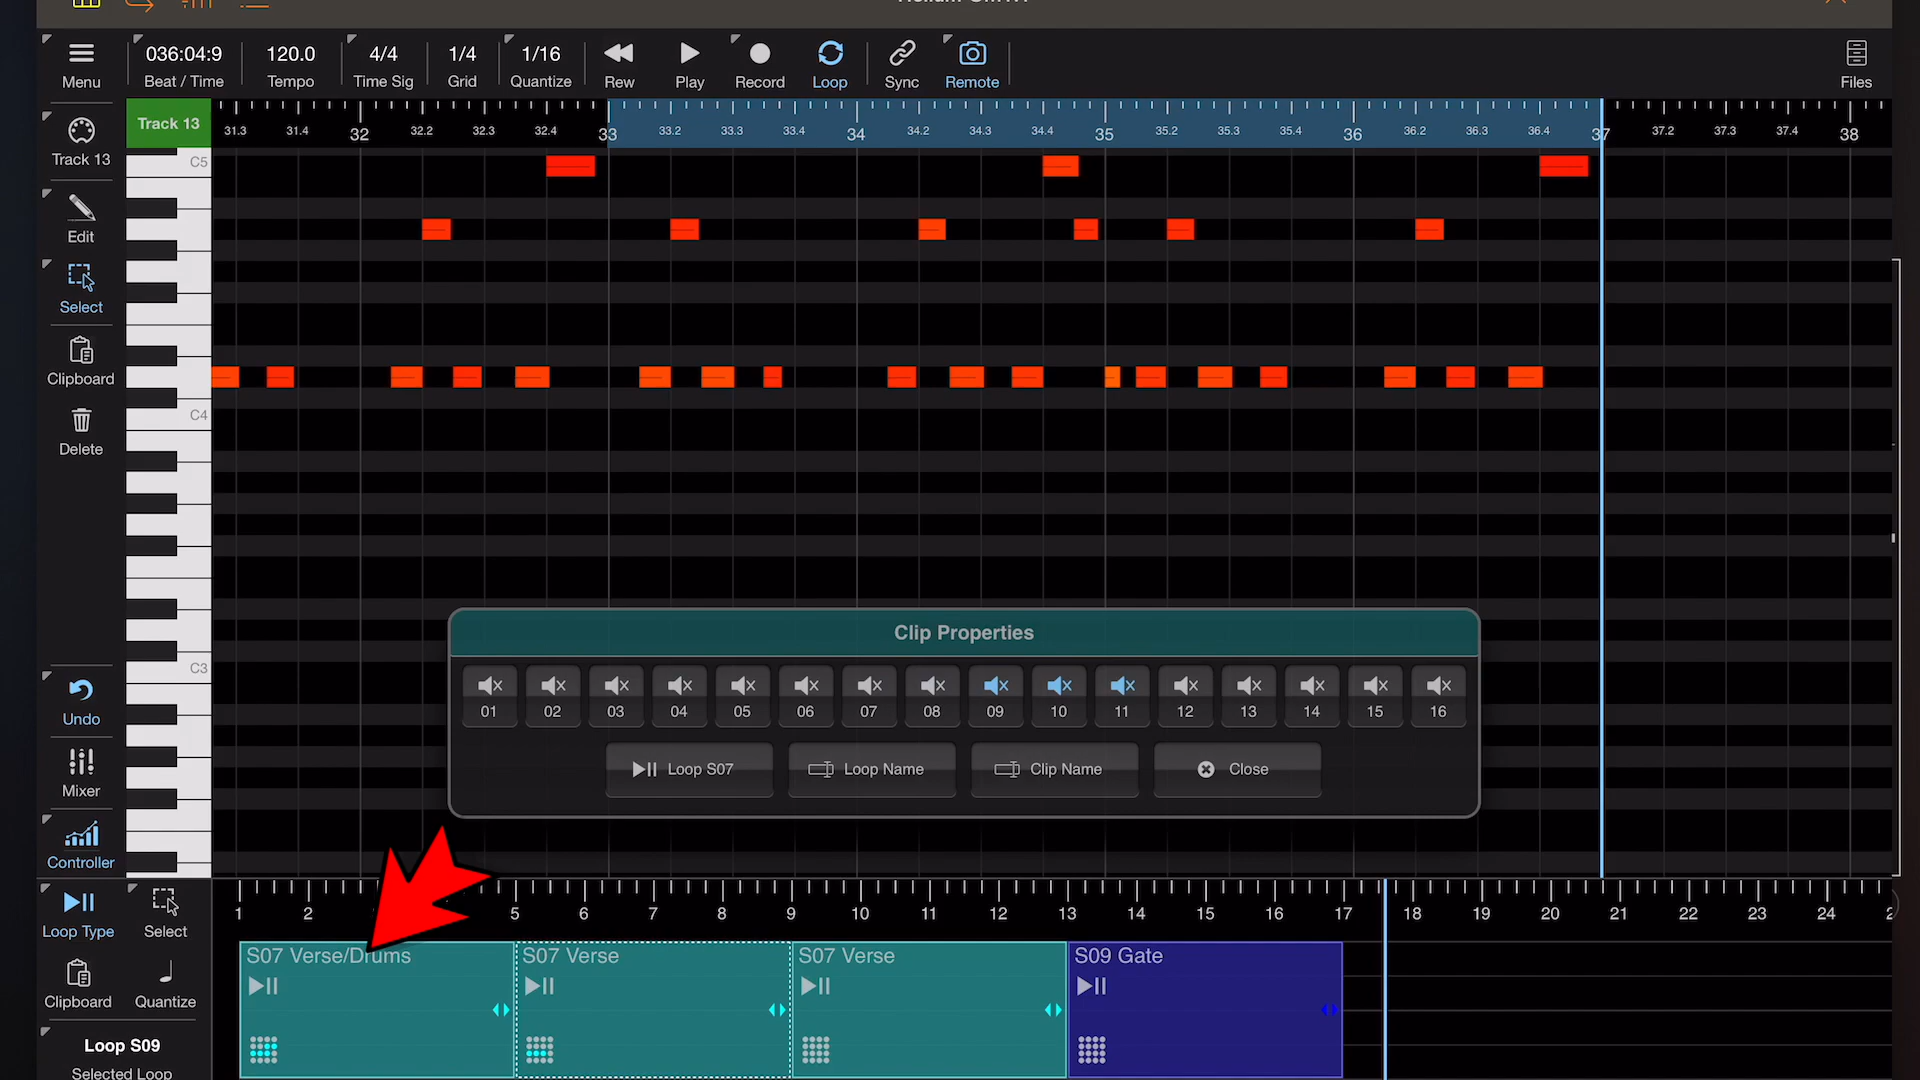 036:04:9 120.0 4/4 1/4 1/16
Menu Beat / Time Tempo Time Sig Grid Quantize Rew Play Record Loop Sync Remote Files
Track 13
31.3 31.4 32 32.2 32.3 32.4 33 33.2 33.3 33.4 34 34.2 34.3 34.4 35 35.2 35.3 35.4 36 36.2 36.3 36.4 37 37.2 37.3 37.4 38
Track 13
C5
Edit
Select
Clipboard
C4
Delete
Clip Properties
C3
01 02 03 04 05 06 07 08 09 10 11 12 13 14 15 16
Undo
Loop S07 Loop Name Clip Name Close
Mixer
Controller
1 2 5 6 7 8 9 10 11 12 13 14 15 16 17 18 19 20 21 22 23 24
Loop Type Select
S07 Verse/Drums S07 Verse S07 Verse S09 Gate
Clipboard Quantize
Loop S09
Selected Loop